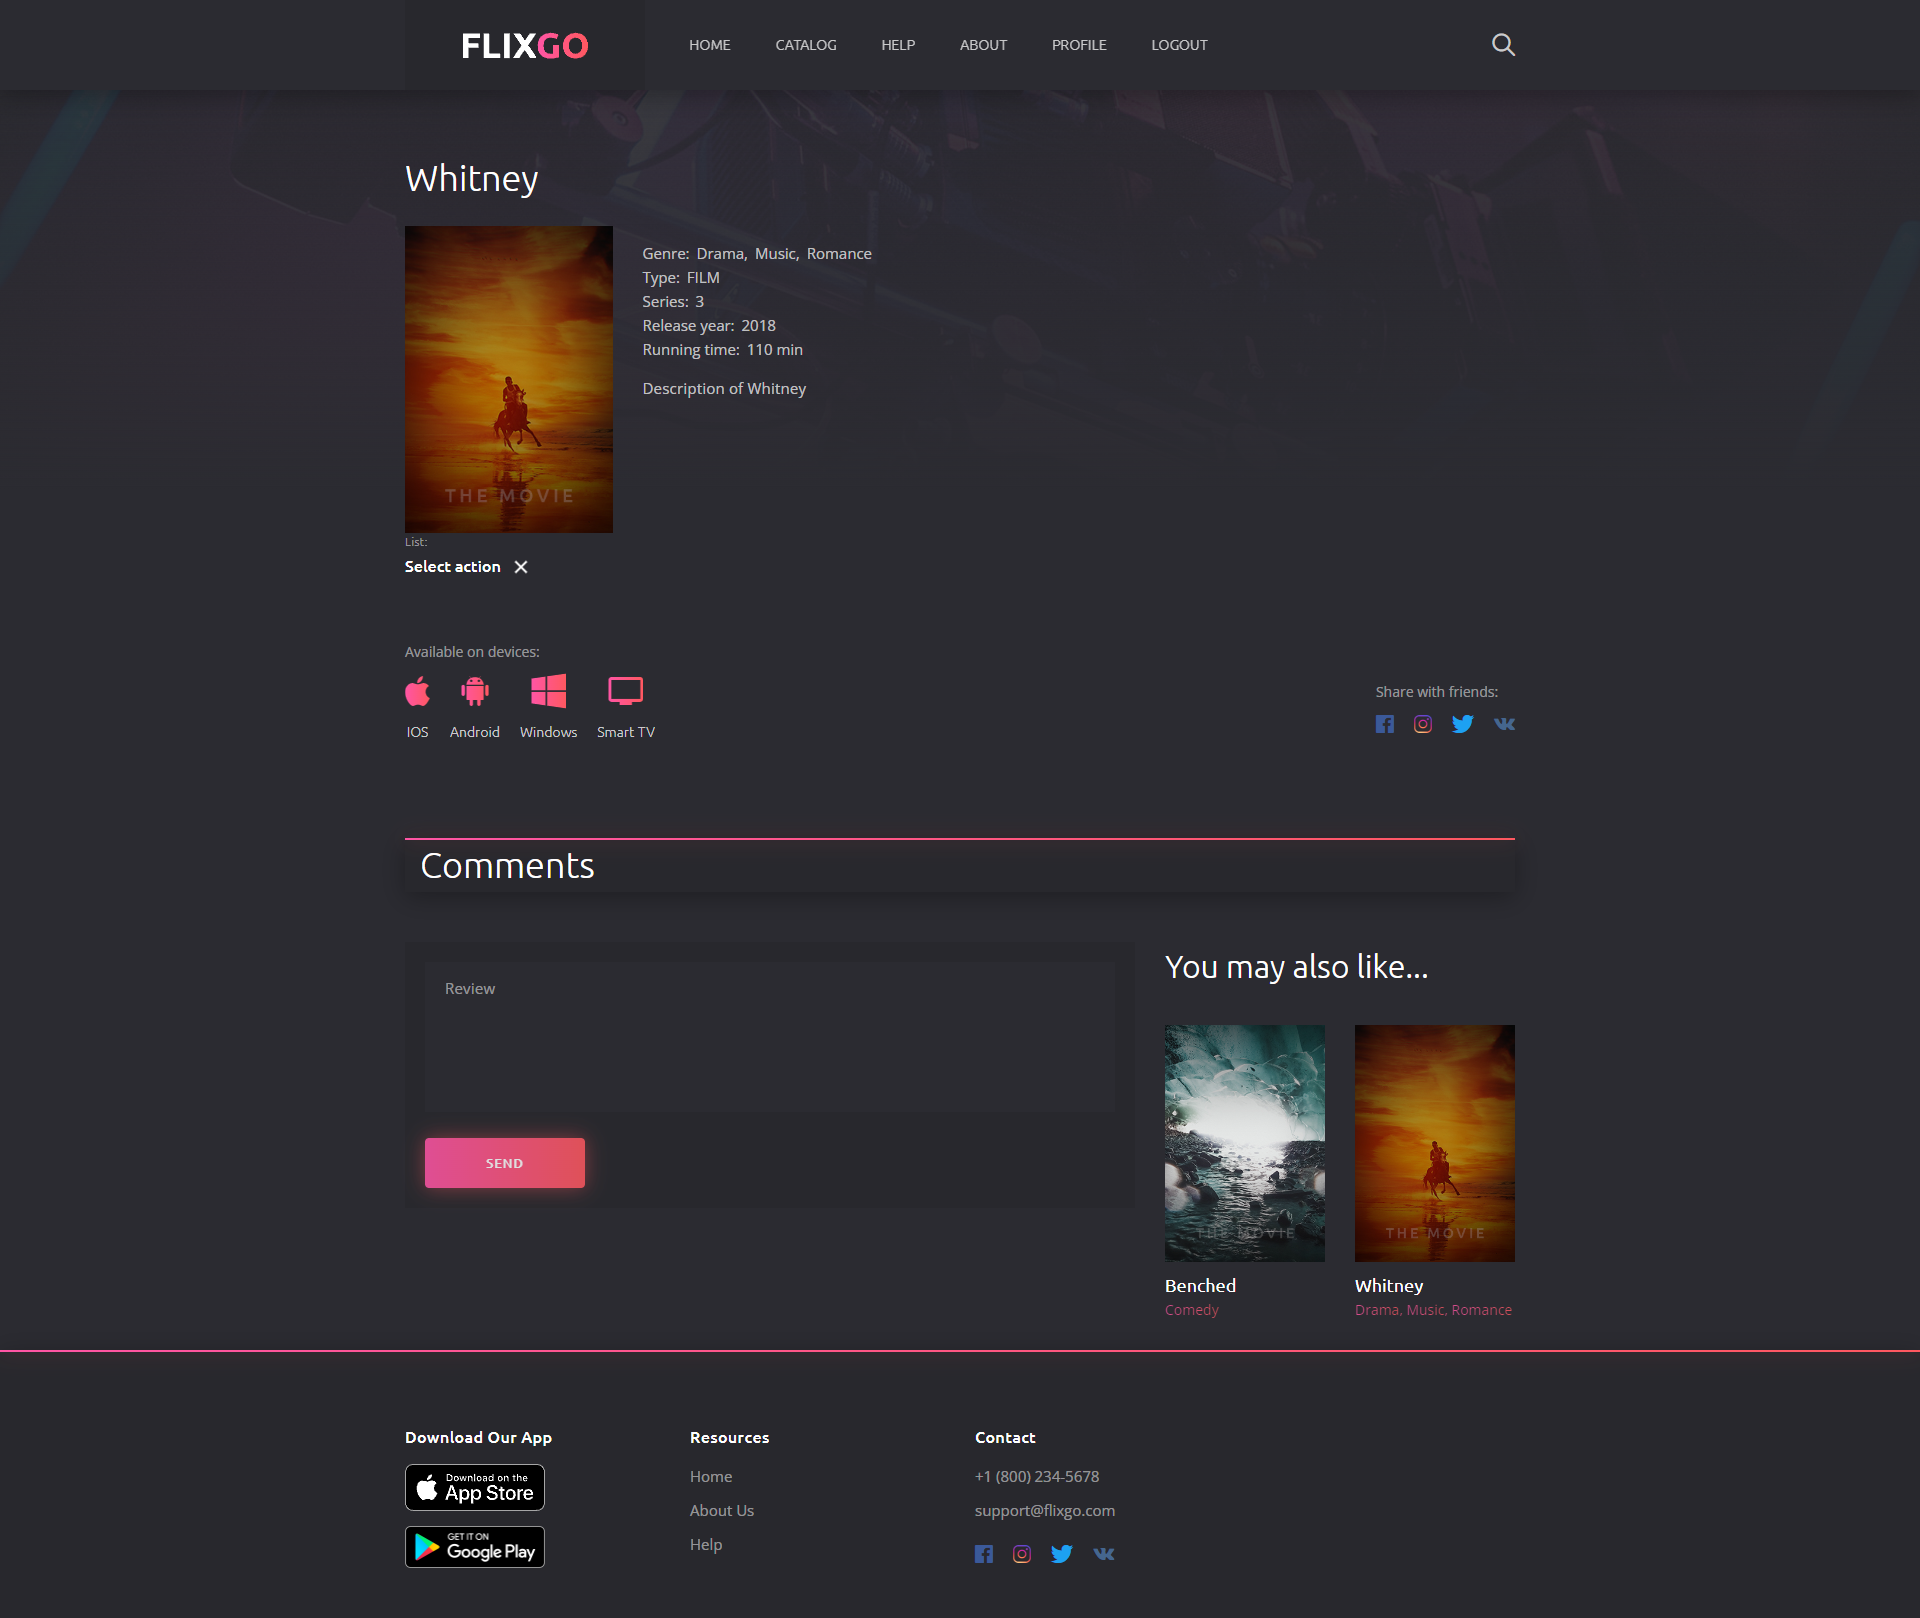 FLIXGO
HOME CATALOG HELP ABOUT PROFILE LOGOUT
Whitney
THE MOVIE
Genre: Drama, Music, Romance
Type: FILM
Series: 3
Release year: 2018
Running time: 110 min
Description of Whitney
List:
Select action
Available on devices:
IOS Android Windows Smart TV
Share with friends:
Comments
Review
SEND
You may also like...
THE MOVIE
Benched
Comedy
THE MOVIE
Whitney
Drama, Music, Romance
Download Our App
Download on the
App Store
GET IT ON
Google Play
Resources
Home
About Us
Help
Contact
+1 (800) 234-5678
support@flixgo.com